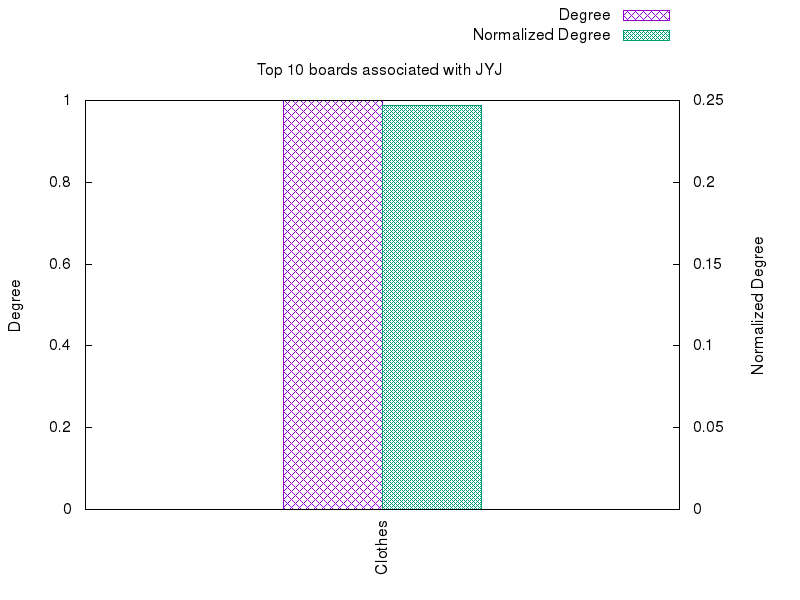 Degree
Normalized Degree
Top 10 boards associated with JYJ
1
0.8
0.6
0.4
0.2
0
0.25
0.2
0.15
0.1
0.05
0
Degree
Normalized Degree
Clothes